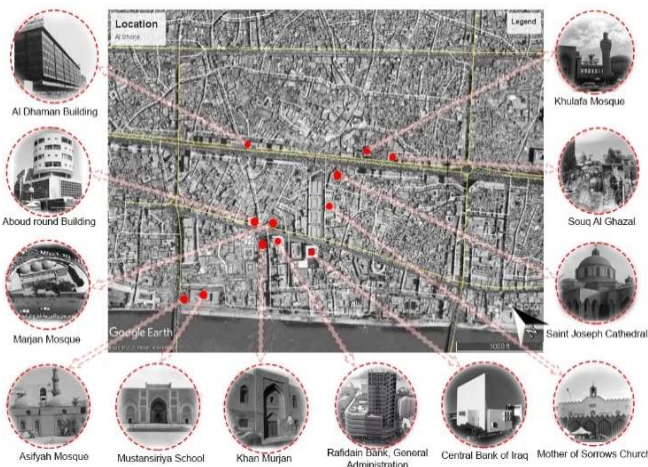 Location
Al Shorja
Legend
Al Dhaman Building
Khulafa Mosque
Aboud round Building
Souq Al Ghazal
Marjan Mosque
Saint Joseph Cathedral
Google Earth
1000 ft
Asifyah Mosque
Mustansiriya School
Khan Murjan
Rafidain Bank, General
Administration
Central Bank of Iraq
Mother of Sorrows Church